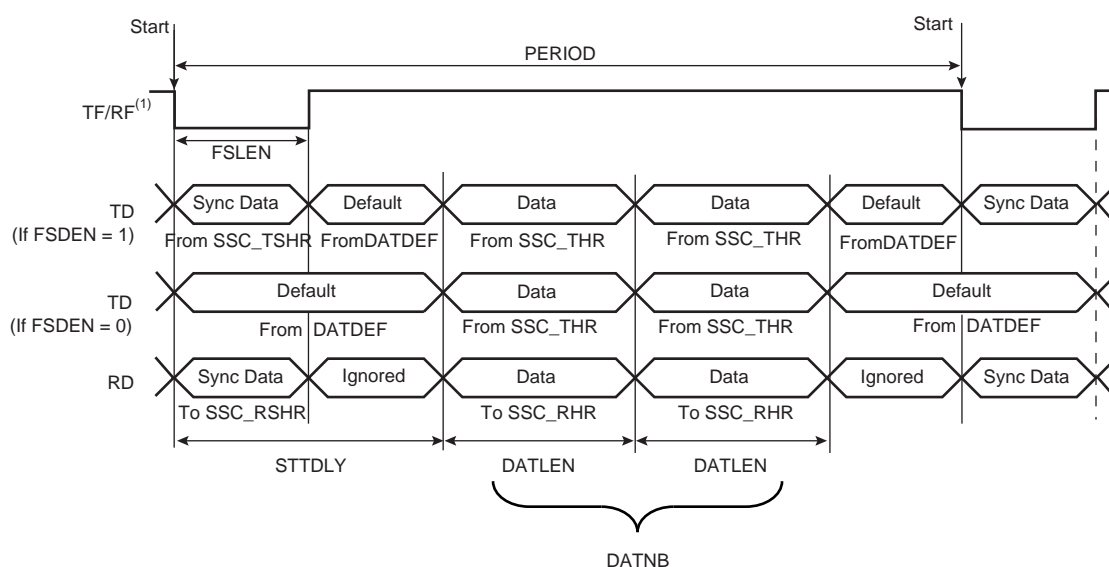 Start
Start
PERIOD
TF/RF(1)
FSLEN
TD
(If FSDEN = 1)
Sync Data
Default
Data
Data
Default
Sync Data
From SSC_TSHR
FromDATDEF
From SSC_THR
From SSC_THR
FromDATDEF
TD
(If FSDEN = 0)
Default
Data
Data
Default
From DATDEF
From SSC_THR
From SSC_THR
From DATDEF
RD
Sync Data
Ignored
Data
Data
Ignored
Sync Data
To SSC_RSHR
To SSC_RHR
To SSC_RHR
STTDLY
DATLEN
DATLEN
DATNB